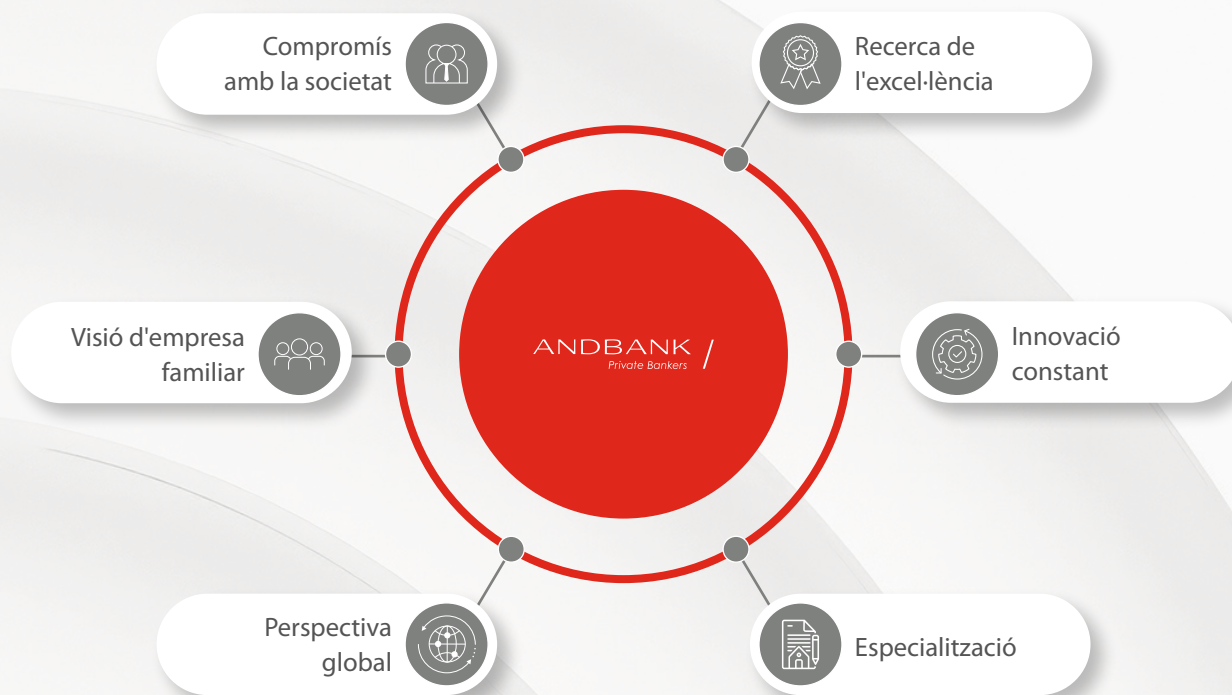 Compromís
amb la societat
Recerca de
l'excel·lència
Visió d'empresa
familiar
ANDBANK /
Private Bankers
Innovació
constant
Perspectiva
global
Especialització